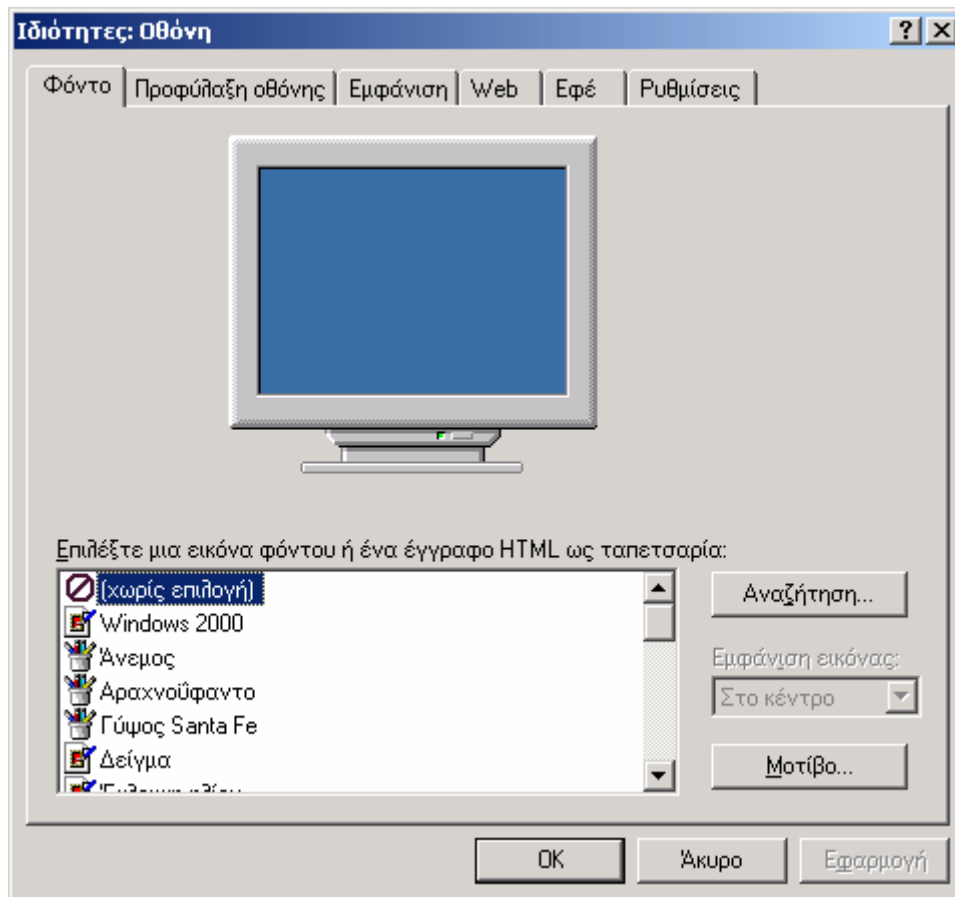 Ιδιότητες: Οθόνη
Φόντο Προφύλαξη οθόνης Εμφάνιση Web Εφέ Ρυθμίσεις
Επιλέξτε μια εικόνα φόντου ή ένα έγγραφο HTML ως ταπετσαρία:
(χωρίς επιλογή)
Windows 2000
Άνεμος
Αραχνοΰφαντο
Γύψος Santa Fe
Δείγμα
Αναζήτηση...
Εμφάνιση εικόνας:
Στο κέντρο
Μοτίβο...
OK Άκυρο Εφαρμογή